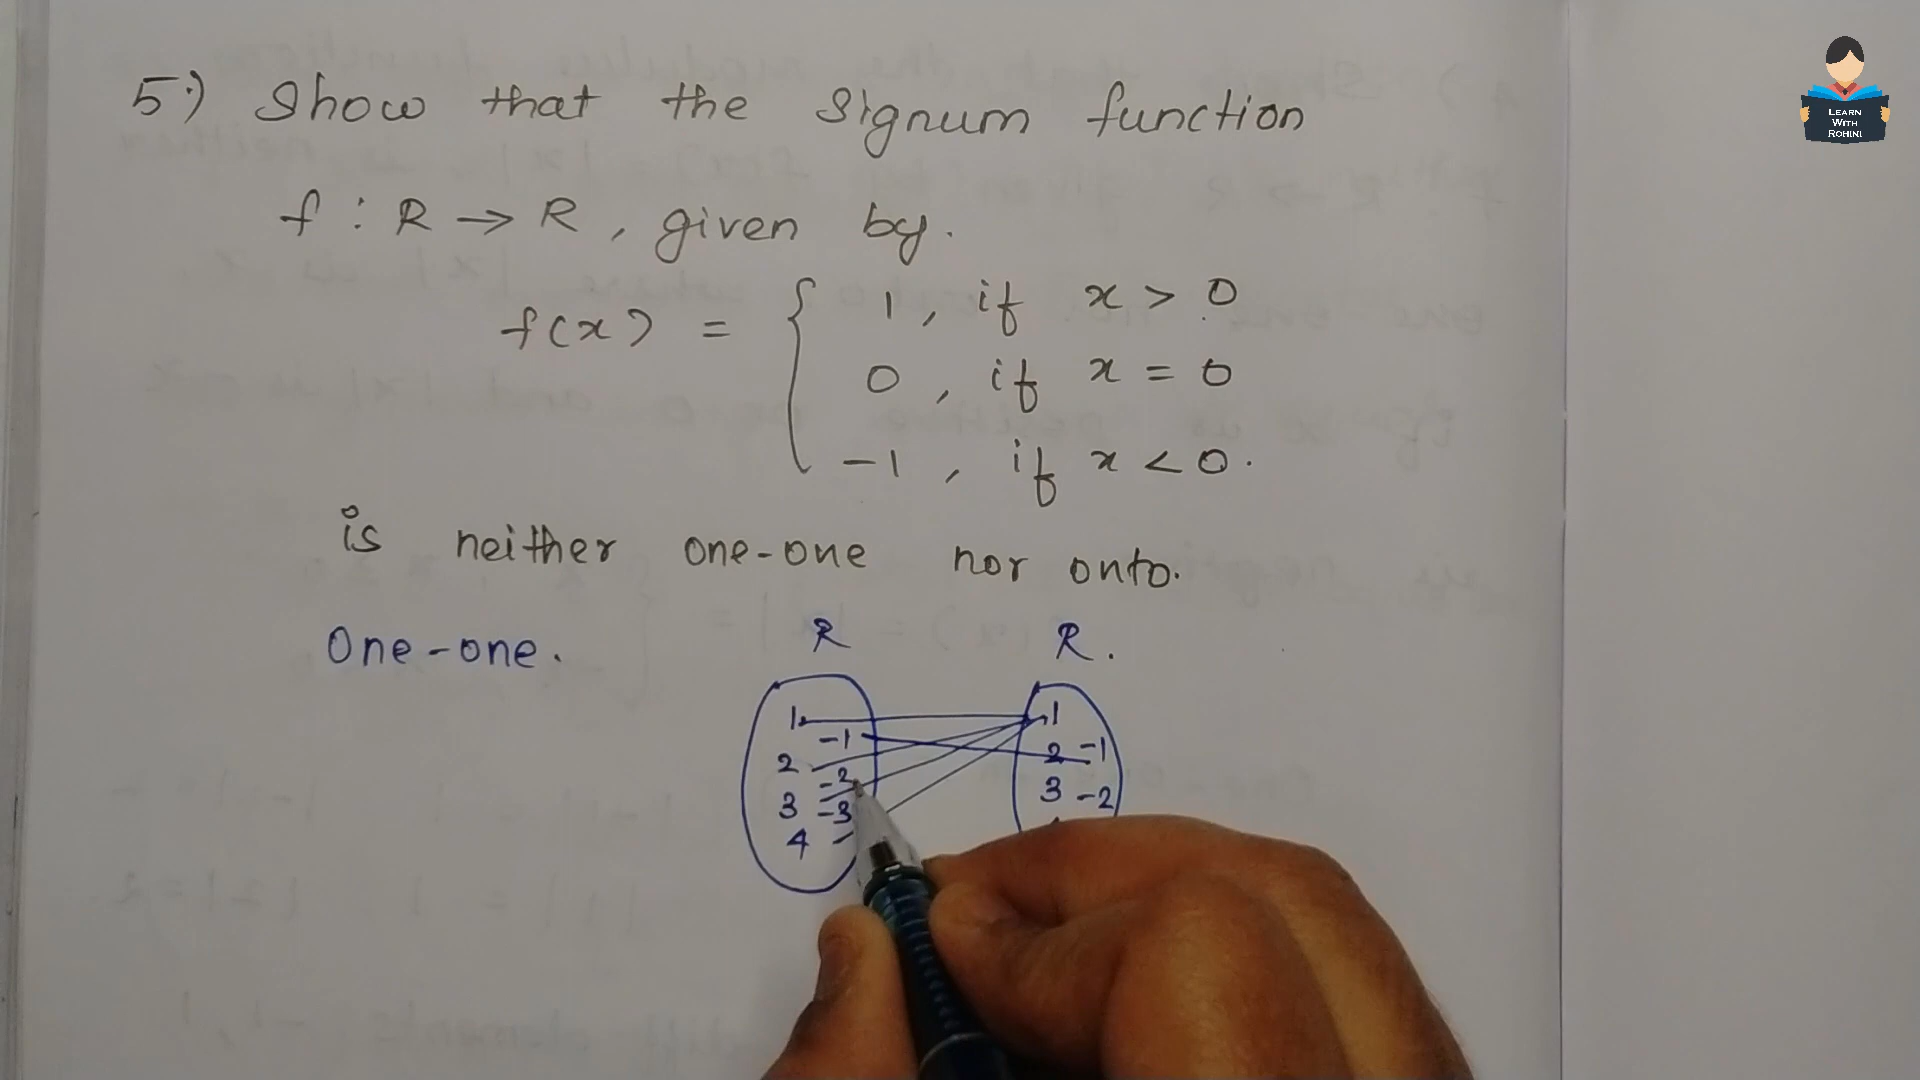 5.) Show that the Signum function
f : R → R, given by.
f(x) = { 1, if x > 0
0, if x = 0
-1, if x < 0.
is neither one-one nor onto.
One-one.
R R.
1 1
-1
2 2 -1
-2
3 3 -2
-3
4
LEARN
WITH
ROHINI